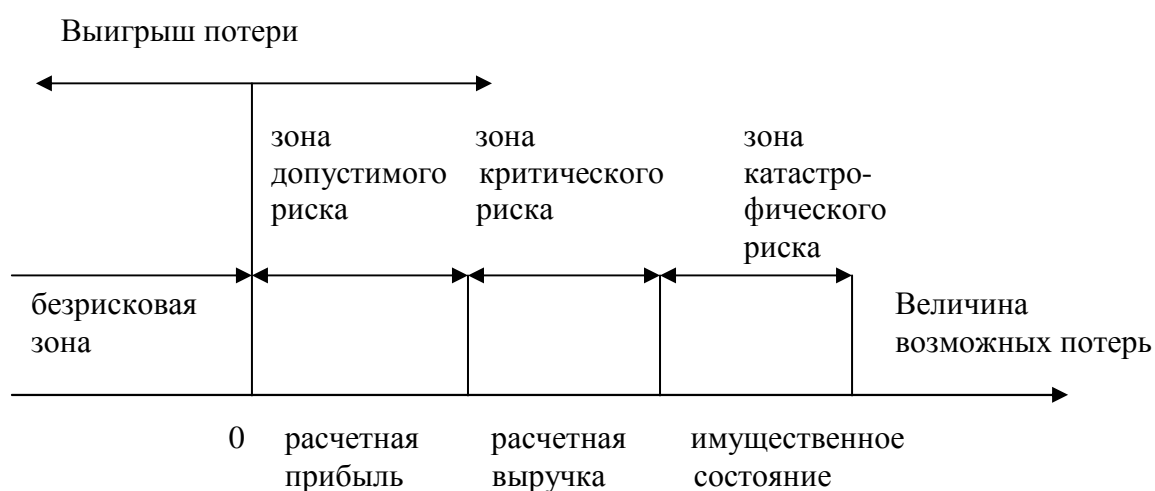 Выигрыш потери
зона
допустимого
риска
зона
критического
риска
зона
катастро-
фического
риска
безрисковая
зона
Величина
возможных потерь
0
расчетная
прибыль
расчетная
выручка
имущественное
состояние